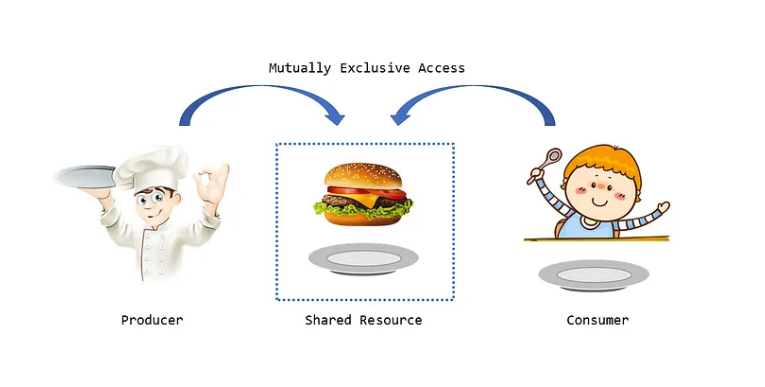 Mutually Exclusive Access
Producer
Shared Resource
Consumer